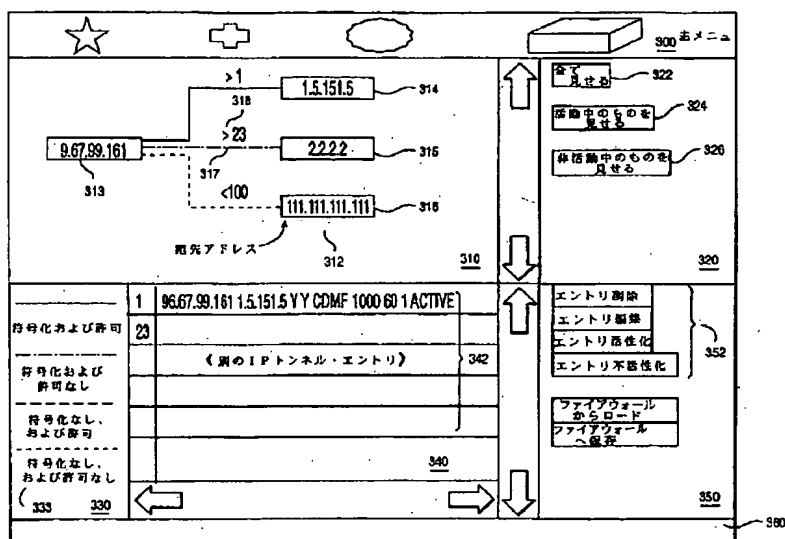 300 主メニュー
>1
318
1.5.151.5
314
全て
見せる
322
9.67.99.161
313
>23
317
2.2.2.2
315
活動中のものを
見せる
324
<100
111.111.111.111
316
宛先アドレス
312
310
非活動中のものを
見せる
326
320
符号化および許可
符号化および
許可なし
符号化なし、
および許可
符号化なし、
および許可なし
333
330
1 96.67.99.161 1.5.151.5 Y Y CDMF 1000 60 1 ACTIVE
23
《別のIPトンネル・エントリ》
342
340
エントリ削除
エントリ編集
エントリ活性化
エントリ不活性化
352
ファイアウォール
からロード
ファイアウォール
へ保存
350
360